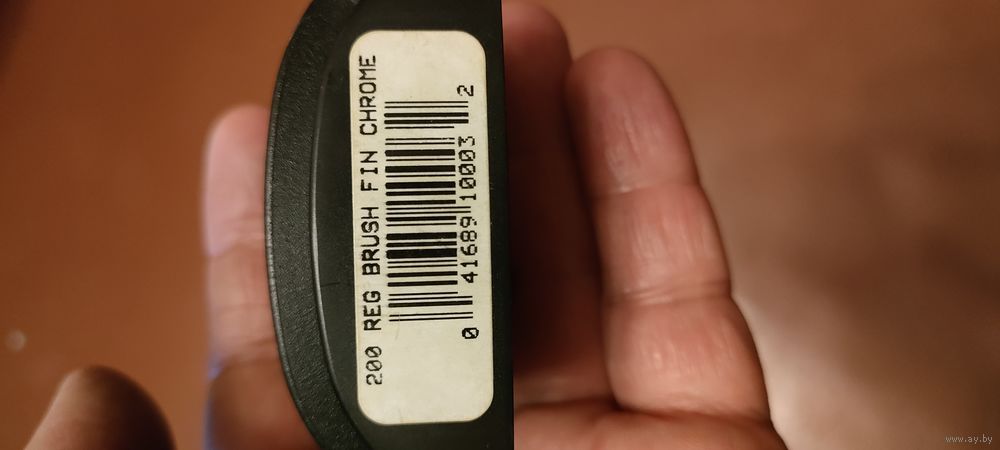 200 REG BRUSH FIN CHROME
0 41689 10003 2
www.ay.by